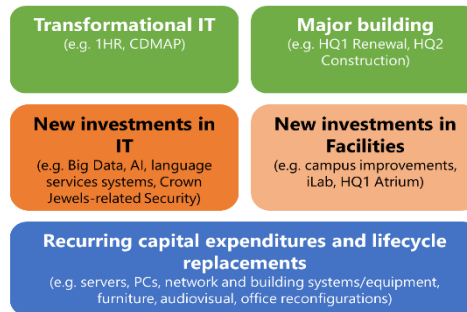 Transformational IT
(e.g. 1HR, CDMAP)
Major building
(e.g. HQ1 Renewal, HQ2
Construction)
New investments in
IT
(e.g. Big Data, AI, language
services systems, Crown
Jewels-related Security)
New investments in
Facilities
(e.g. campus improvements,
iLab, HQ1 Atrium)
Recurring capital expenditures and lifecycle
replacements
(e.g. servers, PCs, network and building systems/equipment,
furniture, audiovisual, office reconfigurations)